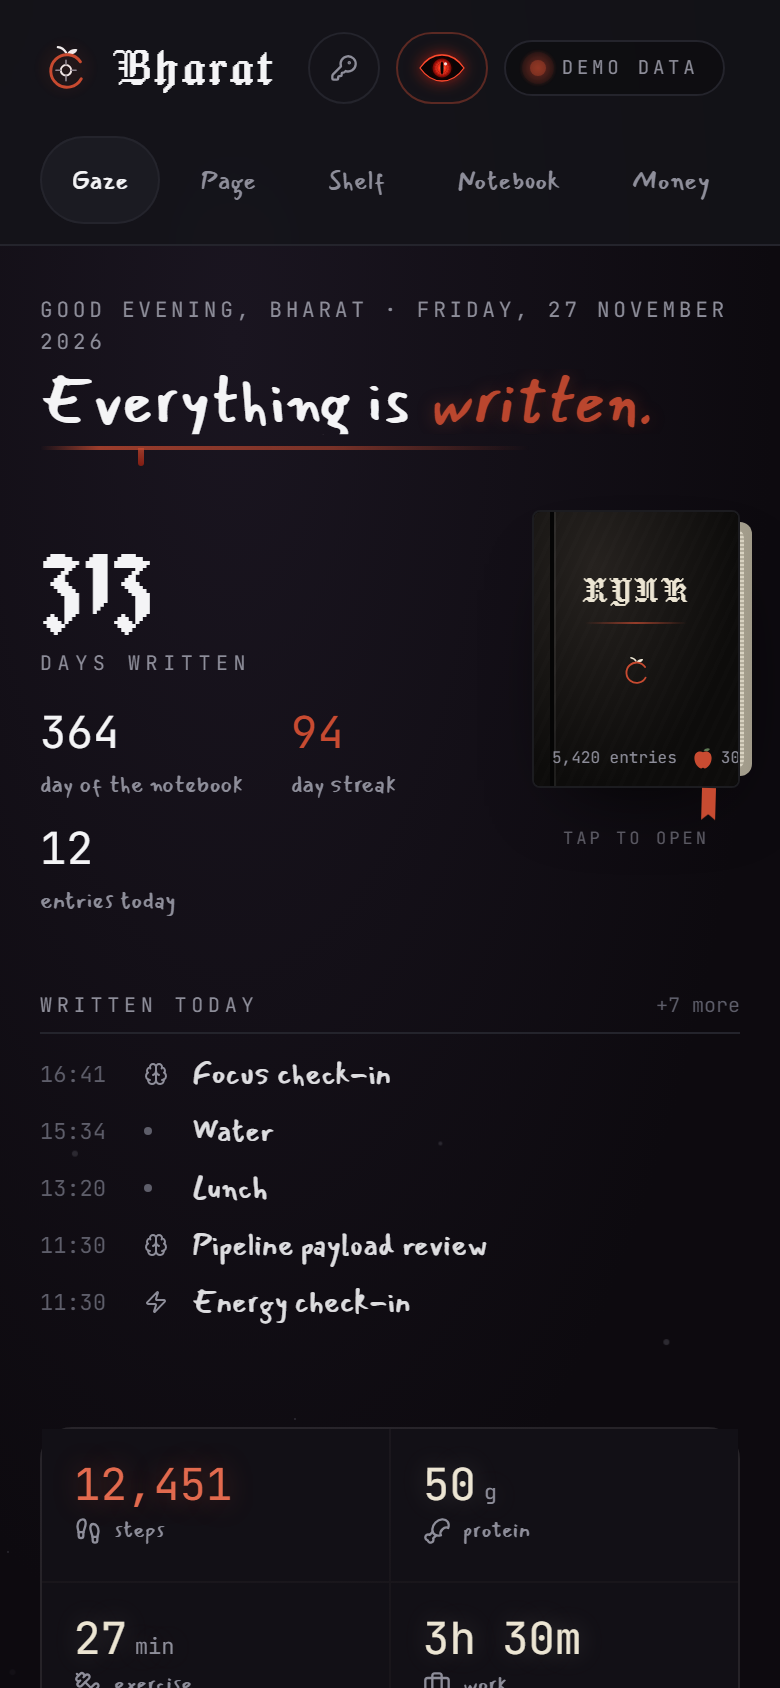 Bharat
DEMO DATA
Gaze Page Shelf Notebook Money
GOOD EVENING, BHARAT · FRIDAY, 27 NOVEMBER
2026
Everything is written.
313
DAYS WRITTEN
364
day of the notebook
94
day streak
12
entries today
RYUK
5,420 entries 30
TAP TO OPEN
WRITTEN TODAY +7 more
16:41 Focus check-in
15:34 Water
13:20 Lunch
11:30 Pipeline payload review
11:30 Energy check-in
12,451
steps
50 g
protein
27 min
exercise
3h 30m
work